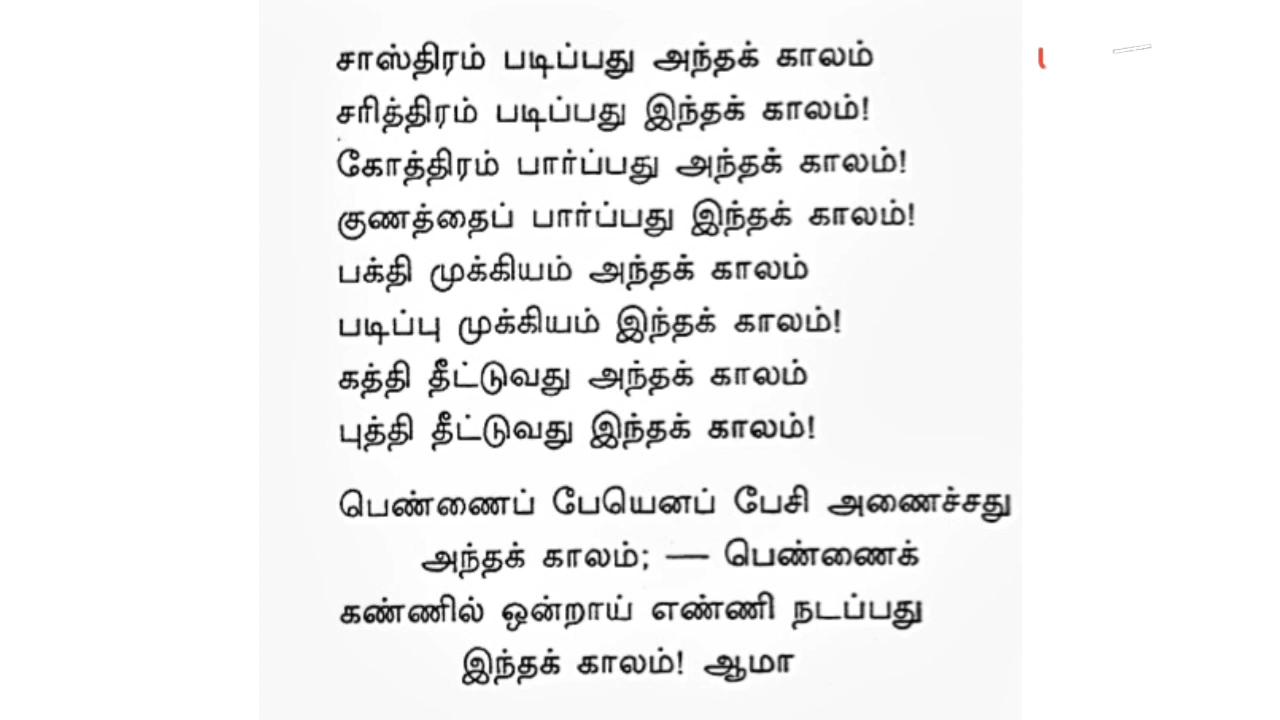 சாஸ்திரம் படிப்பது அந்தக் காலம்
சரித்திரம் படிப்பது இந்தக் காலம்!
கோத்திரம் பார்ப்பது அந்தக் காலம்!
குணத்தைப் பார்ப்பது இந்தக் காலம்!
பக்தி முக்கியம் அந்தக் காலம்
படிப்பு முக்கியம் இந்தக் காலம்!
கத்தி தீட்டுவது அந்தக் காலம்
புத்தி தீட்டுவது இந்தக் காலம்!
பெண்ணைப் பேயெனப் பேசி அணைச்சது
அந்தக் காலம்; — பெண்ணைக்
கண்ணில் ஒன்றாய் எண்ணி நடப்பது
இந்தக் காலம்! ஆமா